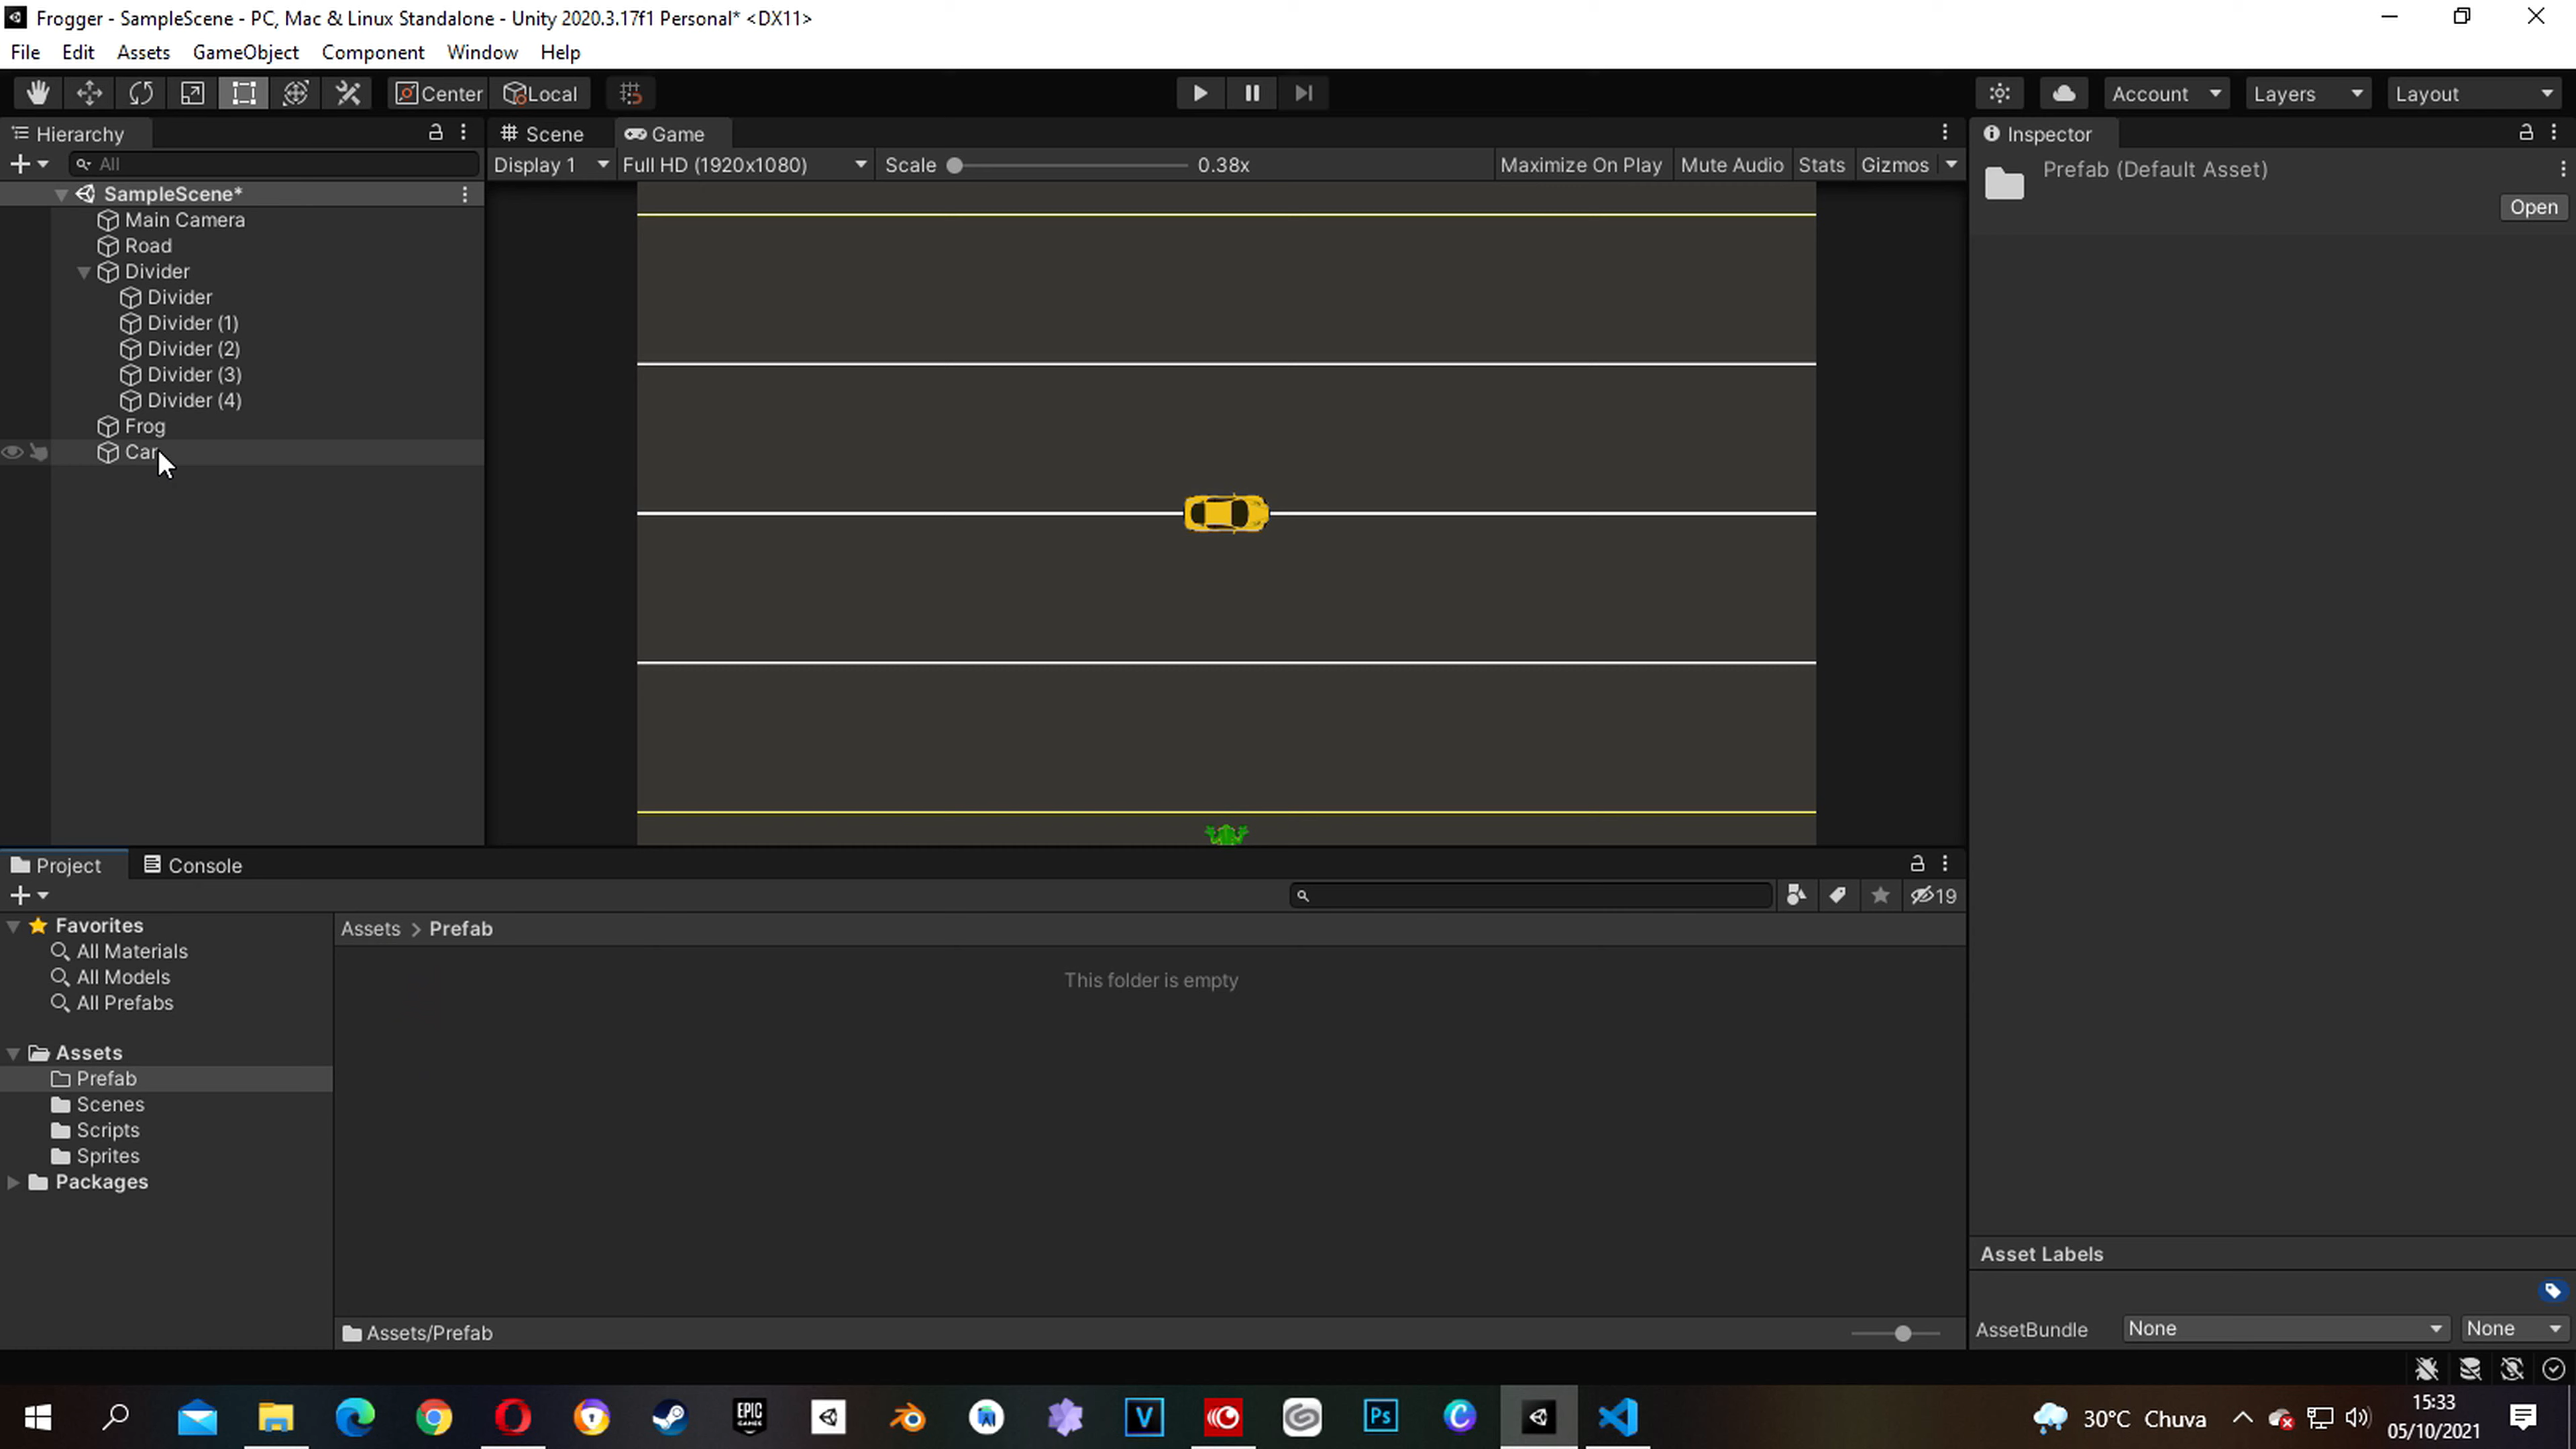 Frogger - SampleScene - PC, Mac & Linux Standalone - Unity 2020.3.17f1 Personal* <DX11>
File Edit Assets GameObject Component Window Help
Center Local Account Layers Layout
Hierarchy
All
SampleScene*
Main Camera
Road
Divider
Divider
Divider (1)
Divider (2)
Divider (3)
Divider (4)
Frog
Car
Scene Game
Display 1 Full HD (1920x1080) Scale 0.38x Maximize On Play Mute Audio Stats Gizmos
Inspector
Prefab (Default Asset)
Open
Project Console
19
Favorites
All Materials
All Models
All Prefabs
Assets
Prefab
Scenes
Scripts
Sprites
Packages
Assets > Prefab
This folder is empty
Assets/Prefab
Asset Labels
AssetBundle None None
EPIC GAMES
V
Ps
30°C Chuva
15:33
05/10/2021